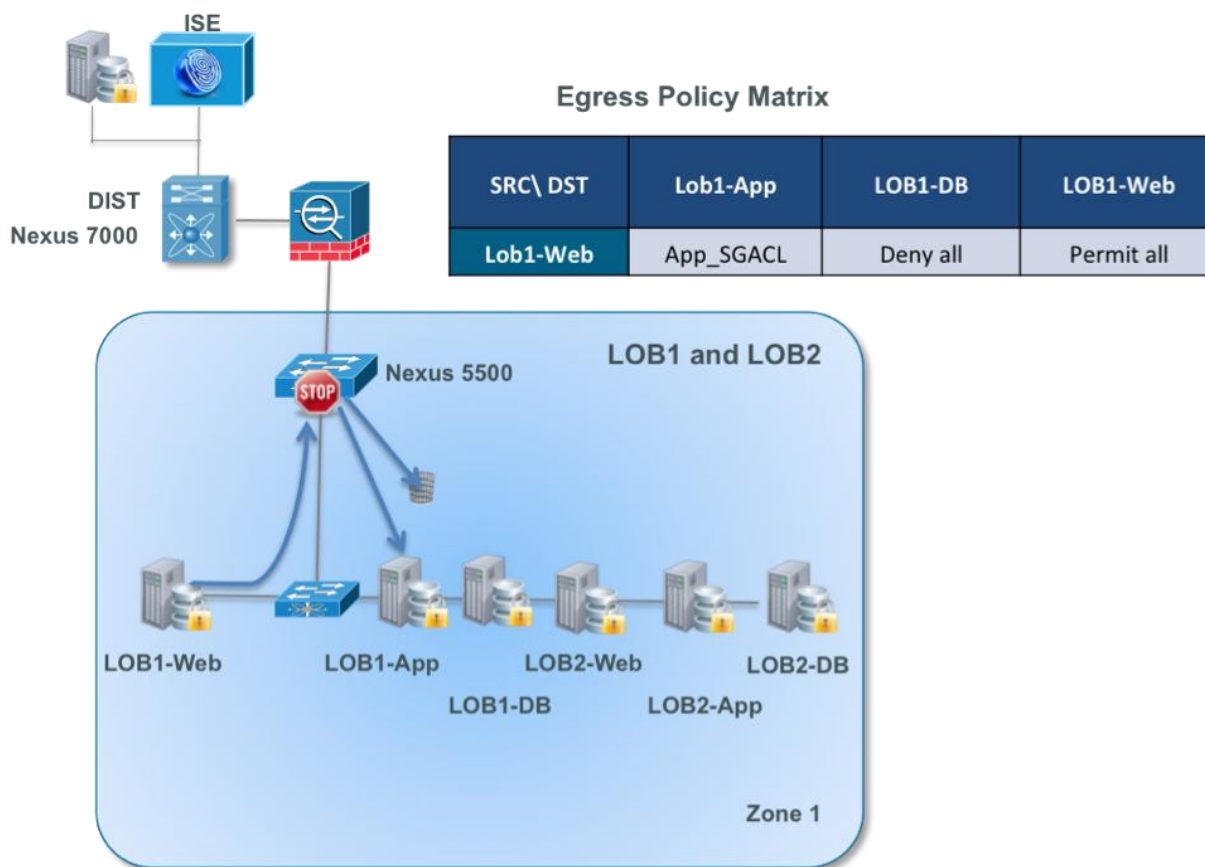 ISE
Egress Policy Matrix
SRC\ DST Lob1-App LOB1-DB LOB1-Web
Lob1-Web App_SGACL Deny all Permit all
DIST
Nexus 7000
LOB1 and LOB2
Nexus 5500
STOP
LOB1-Web
LOB1-App
LOB1-DB
LOB2-Web
LOB2-App
LOB2-DB
Zone 1